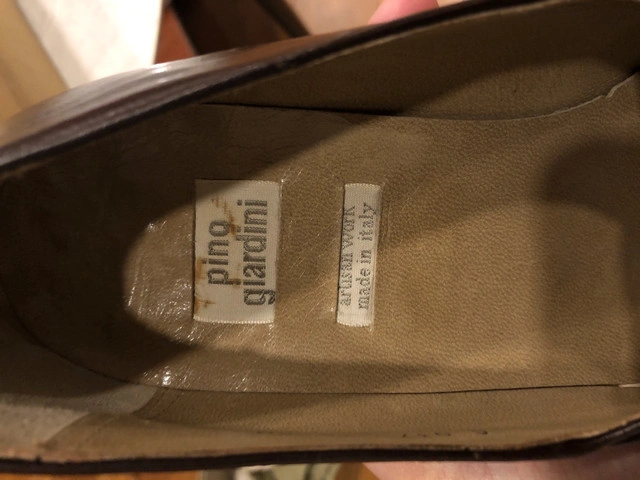 pino
giardini
artisan work
made in italy